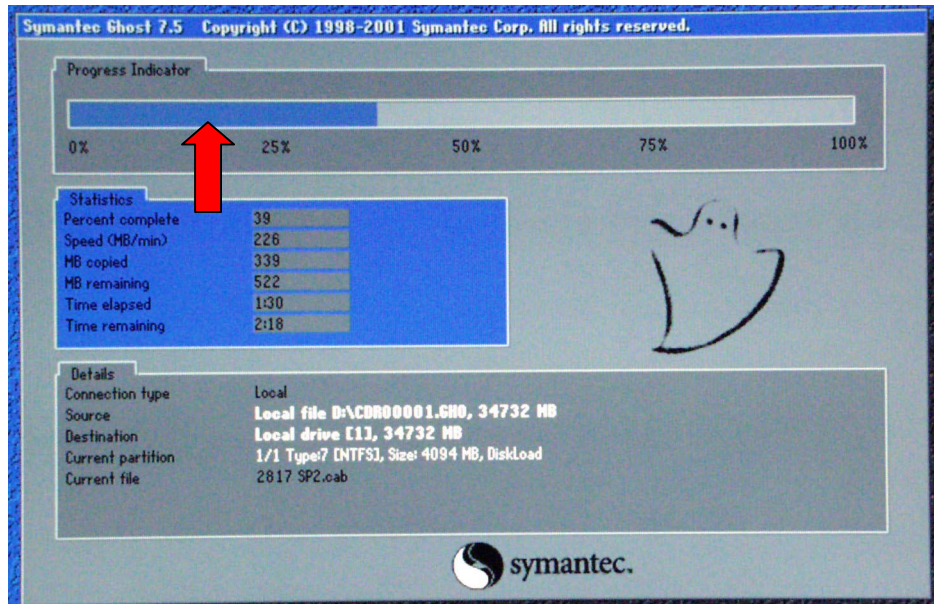 Symantec Ghost 7.5 Copyright (C) 1998-2001 Symantec Corp. All rights reserved.
Progress Indicator
0% 25% 50% 75% 100%
Statistics
Percent complete 39
Speed (MB/min) 226
MB copied 339
MB remaining 522
Time elapsed 1:30
Time remaining 2:18
Details
Connection type Local
Source Local file D:\CDR00001.GHO, 34732 MB
Destination Local drive [1], 34732 MB
Current partition 1/1 Type:7 [NTFS], Size: 4094 MB, DiskLoad
Current file 2817 SP2.cab
symantec.